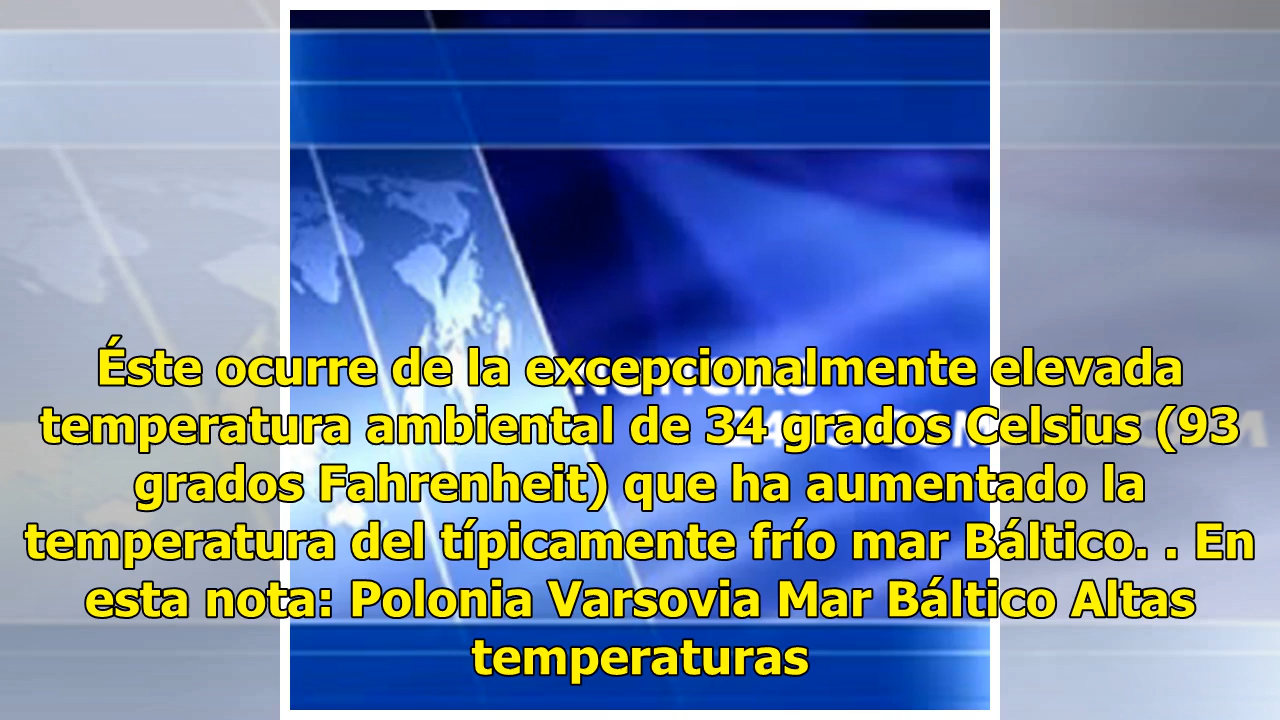 Éste ocurre de la excepcionalmente elevada
temperatura ambiental de 34 grados Celsius (93
grados Fahrenheit) que ha aumentado la
temperatura del típicamente frío mar Báltico. . En
esta nota: Polonia Varsovia Mar Báltico Altas
temperaturas
NOTICIAS